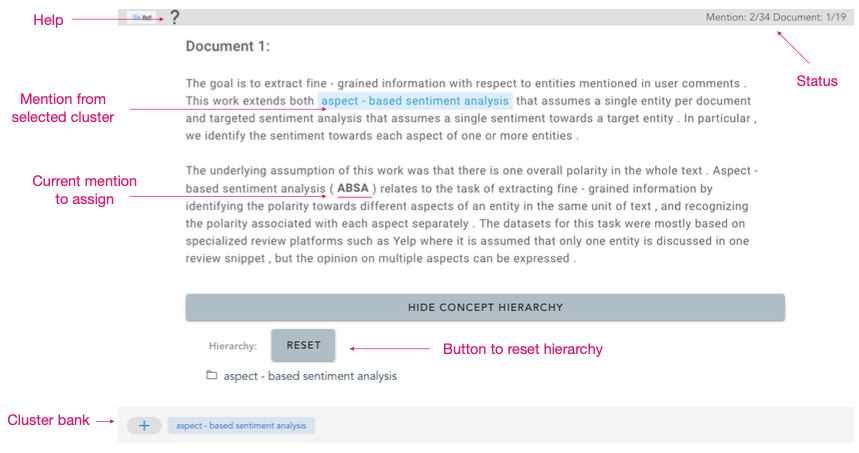 Help
?
Mention: 2/34 Document: 1/19
Status
Document 1:
The goal is to extract fine - grained information with respect to entities mentioned in user comments .
This work extends both aspect - based sentiment analysis that assumes a single entity per document
and targeted sentiment analysis that assumes a single sentiment towards a target entity . In particular ,
we identify the sentiment towards each aspect of one or more entities .
Mention from
selected cluster
The underlying assumption of this work was that there is one overall polarity in the whole text . Aspect -
based sentiment analysis ( ABSA ) relates to the task of extracting fine - grained information by
identifying the polarity towards different aspects of an entity in the same unit of text , and recognizing
the polarity associated with each aspect separately . The datasets for this task were mostly based on
specialized review platforms such as Yelp where it is assumed that only one entity is discussed in one
review snippet , but the opinion on multiple aspects can be expressed .
Current mention
to assign
HIDE CONCEPT HIERARCHY
Hierarchy:
RESET
Button to reset hierarchy
aspect - based sentiment analysis
Cluster bank
+
aspect - based sentiment analysis